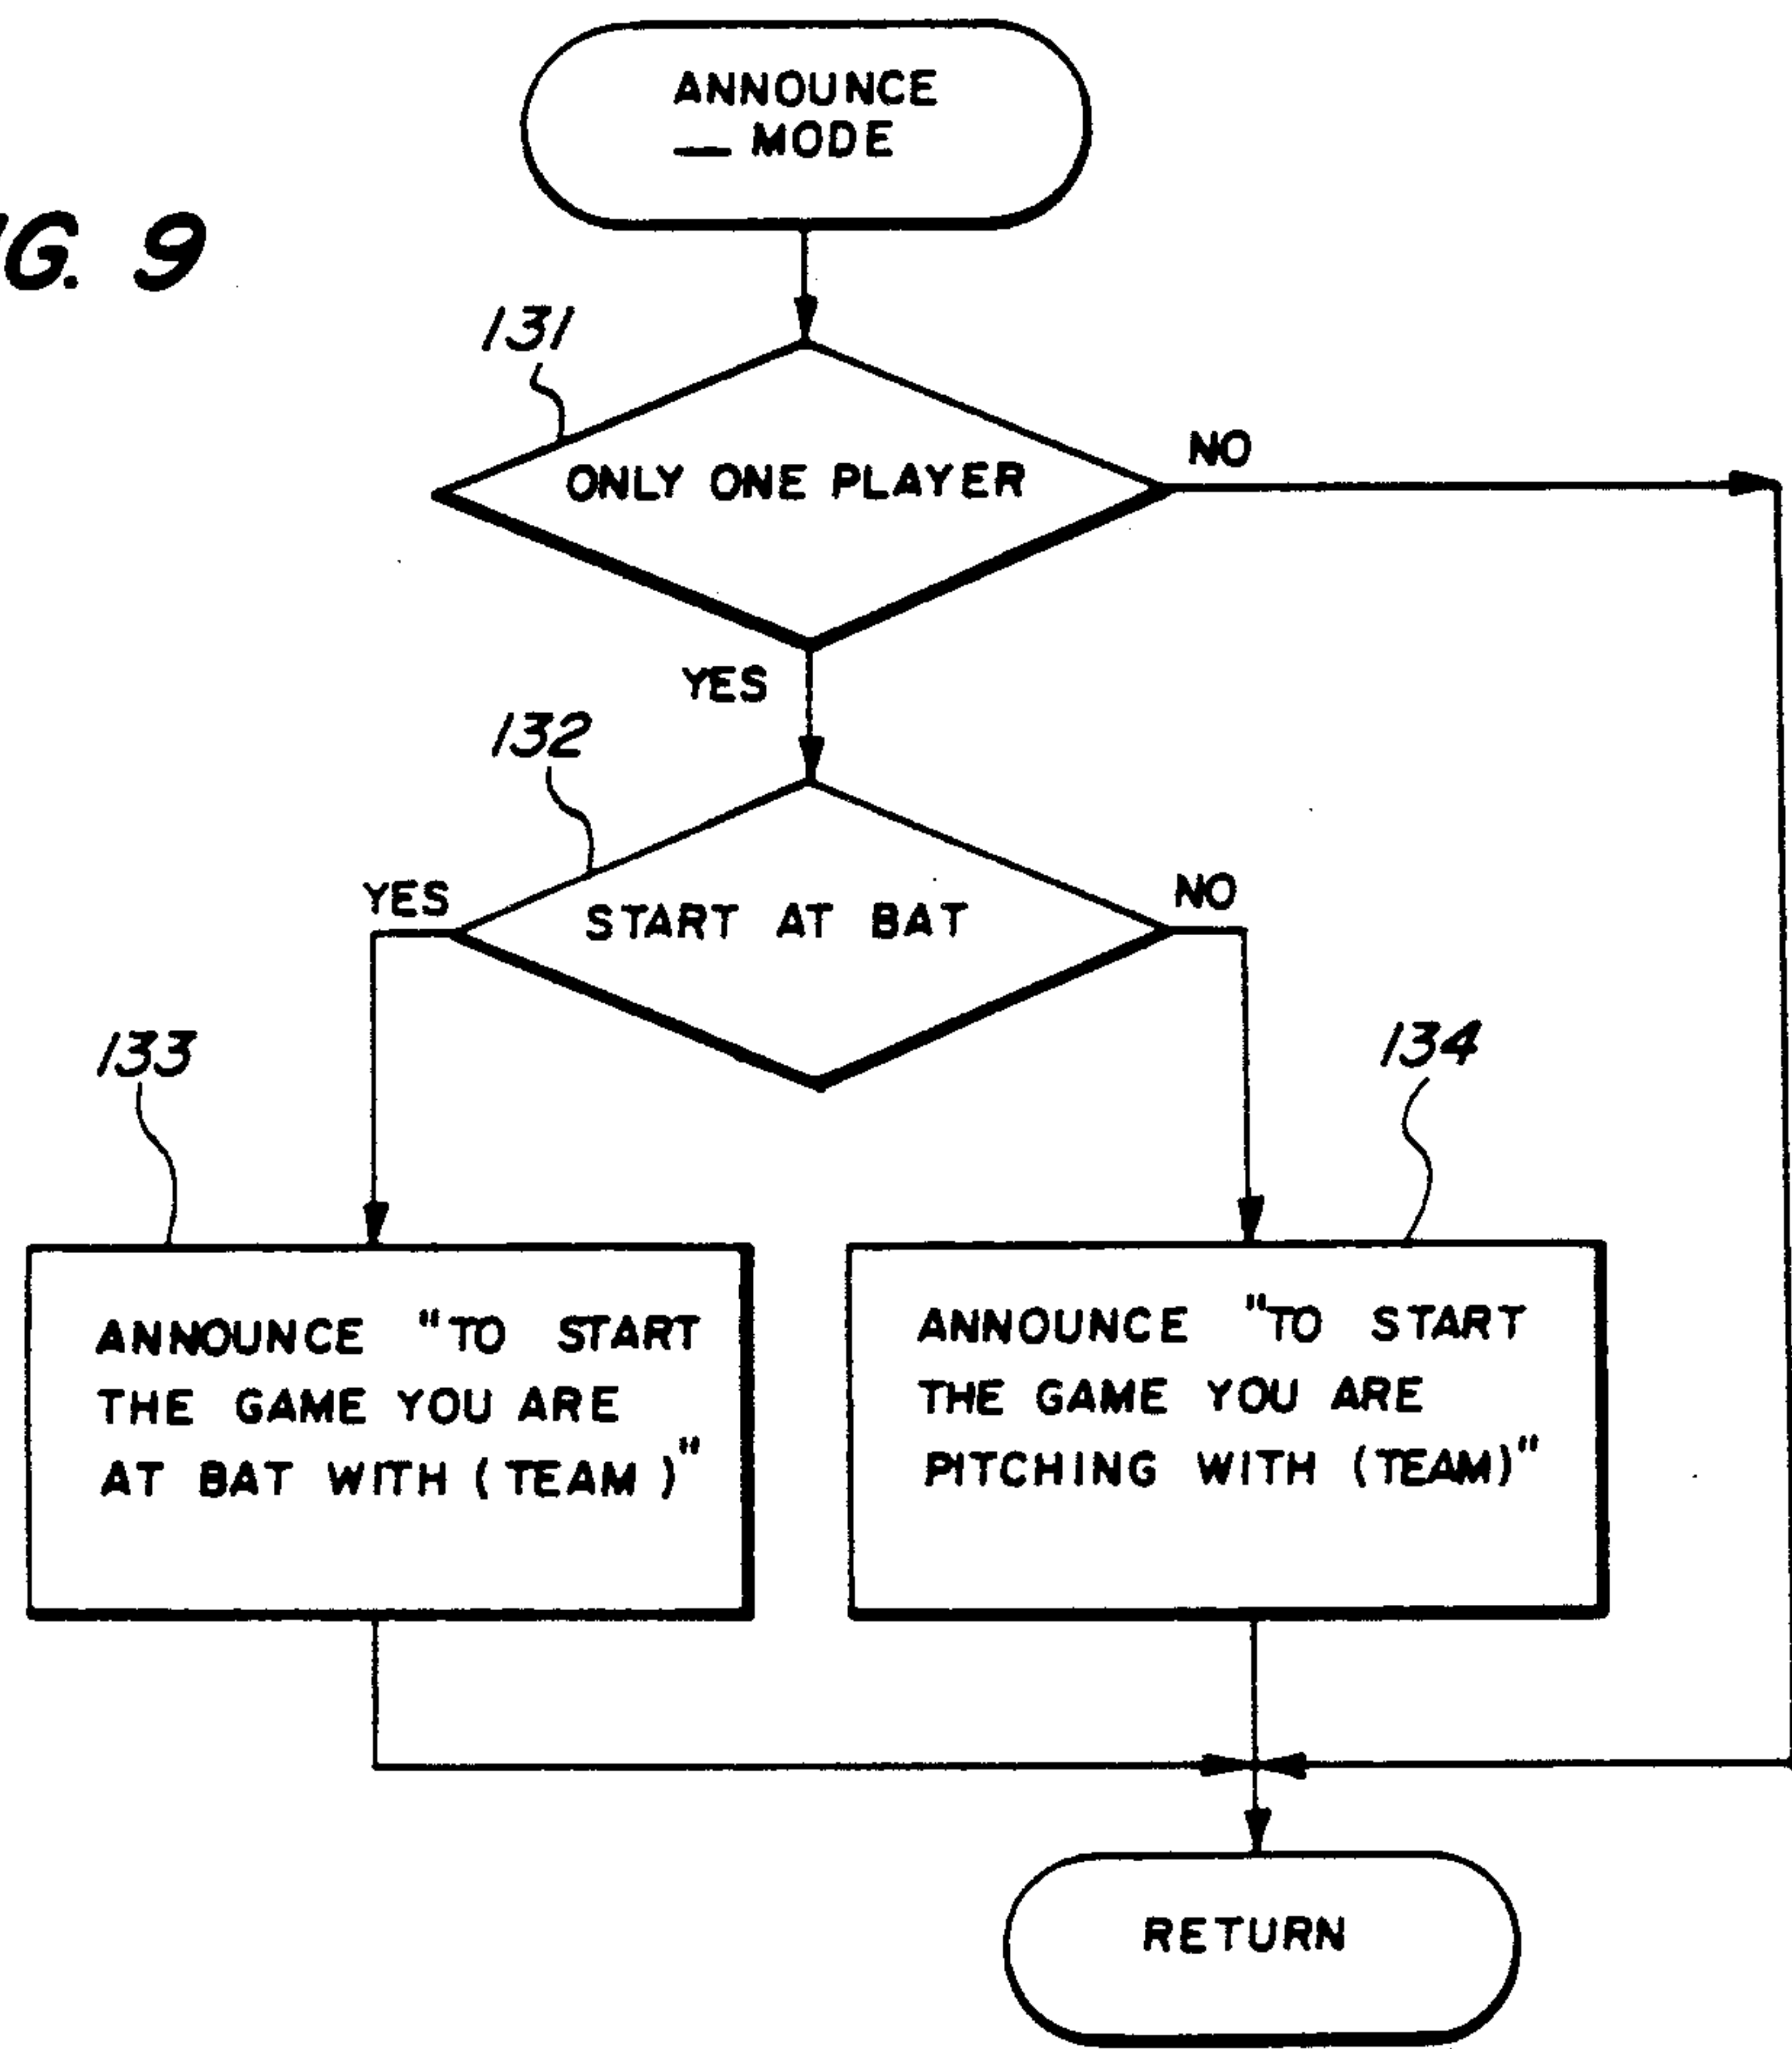 ANNOUNCE
_ MODE
G. 9
131
ONLY ONE PLAYER
NO
YES
132
YES
START AT BAT
NO
133
134
ANNOUNCE "TO START
THE GAME YOU ARE
AT BAT WITH (TEAM)"
ANNOUNCE "TO START
THE GAME YOU ARE
PITCHING WITH (TEAM)"
RETURN